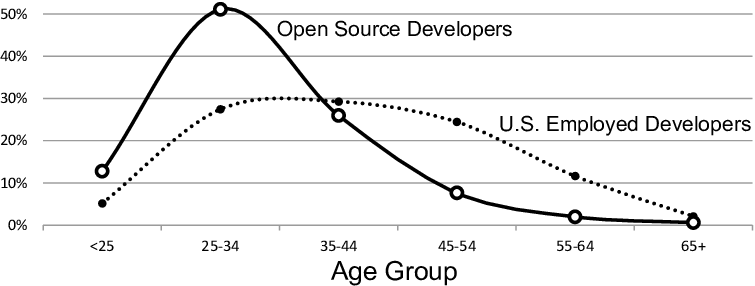 50%
Open Source Developers
40%
30%
U.S. Employed Developers
20%
10%
0%
<25 25-34 35-44 45-54 55-64 65+
Age Group